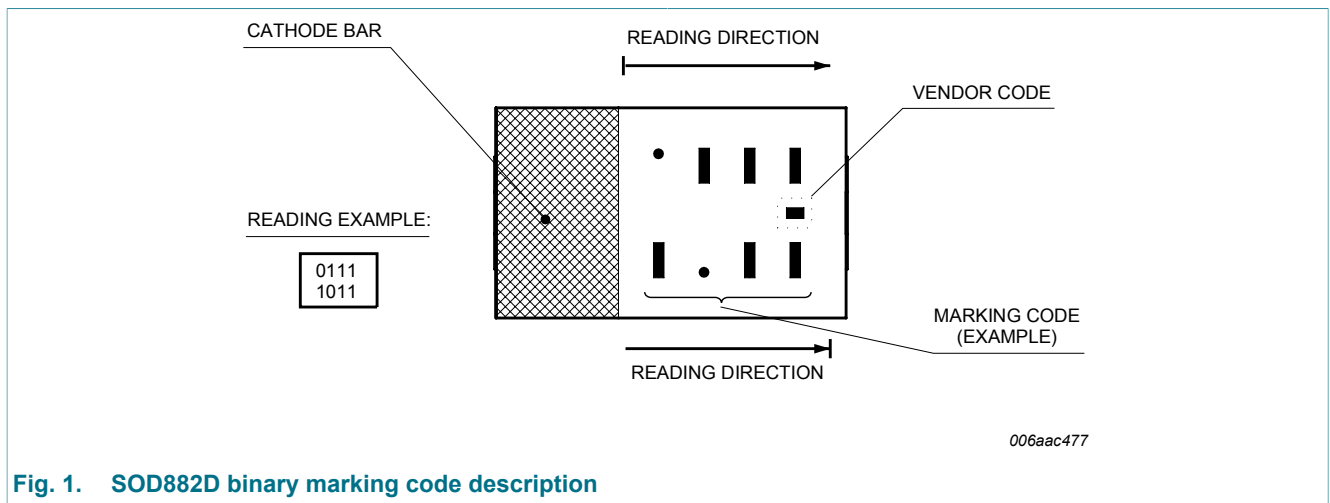 CATHODE BAR
READING DIRECTION
VENDOR CODE
READING EXAMPLE:
0111
1011
MARKING CODE
(EXAMPLE)
READING DIRECTION
006aac477
Fig. 1. SOD882D binary marking code description